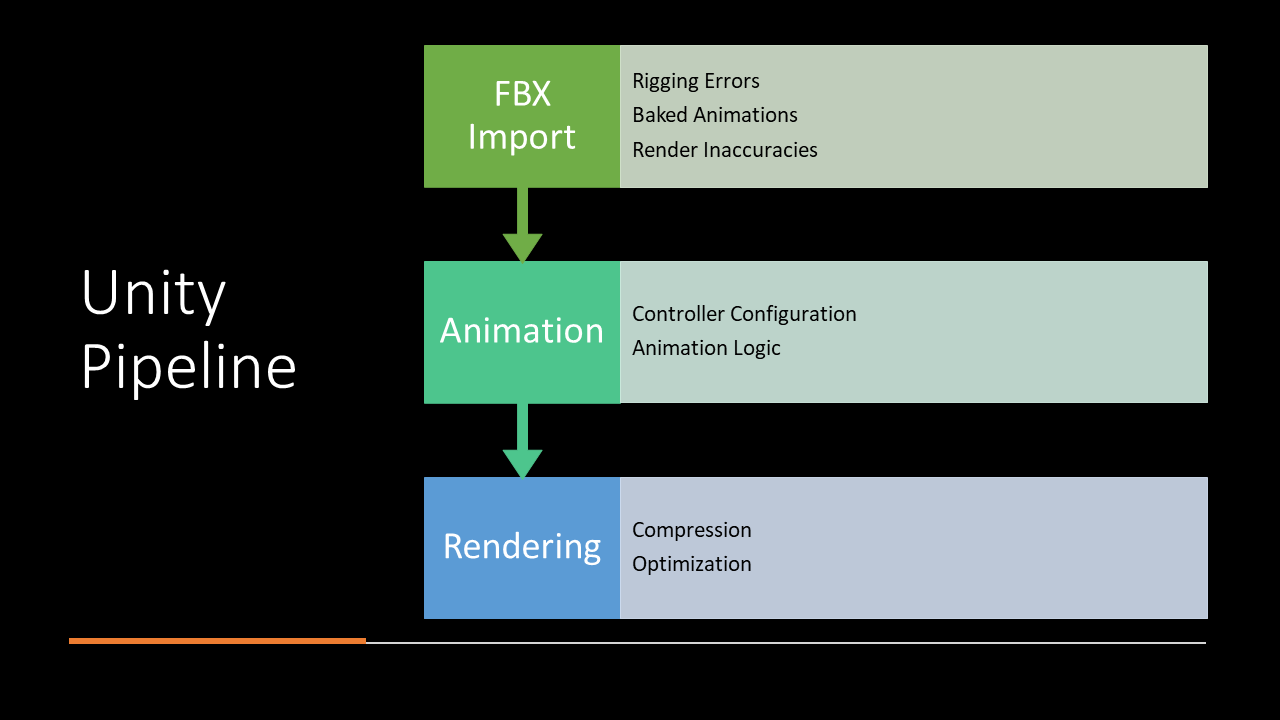 Unity
Pipeline
FBX
Import
Rigging Errors
Baked Animations
Render Inaccuracies
Animation
Controller Configuration
Animation Logic
Rendering
Compression
Optimization